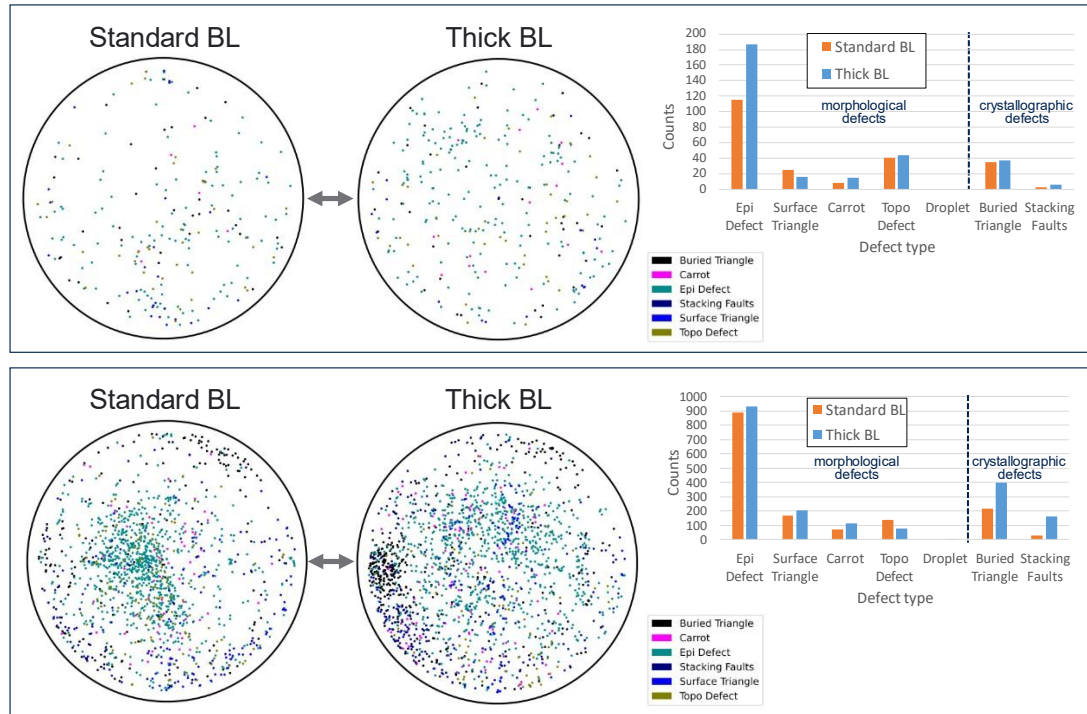 Standard BL
Thick BL
200
180
160
140
120
100
80
60
40
20
0
Counts
Standard BL
Thick BL
morphological
defects
crystallographic
defects
Epi
Defect
Surface
Triangle
Carrot
Topo
Defect
Droplet
Buried
Triangle
Stacking
Faults
Defect type
Buried Triangle
Carrot
Epi Defect
Stacking Faults
Surface Triangle
Topo Defect
Standard BL
Thick BL
1000
900
800
700
600
500
400
300
200
100
0
Counts
Standard BL
Thick BL
morphological
defects
crystallographic
defects
Epi
Defect
Surface
Triangle
Carrot
Topo
Defect
Droplet
Buried
Triangle
Stacking
Faults
Defect type
Buried Triangle
Carrot
Epi Defect
Stacking Faults
Surface Triangle
Topo Defect